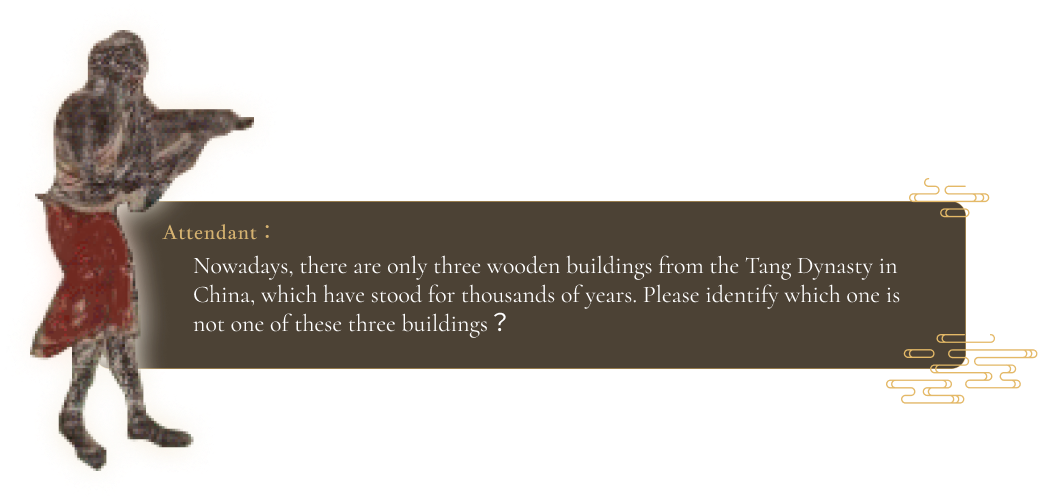 Attendant：
Nowadays, there are only three wooden buildings from the Tang Dynasty in
China, which have stood for thousands of years. Please identify which one is
not one of these three buildings？